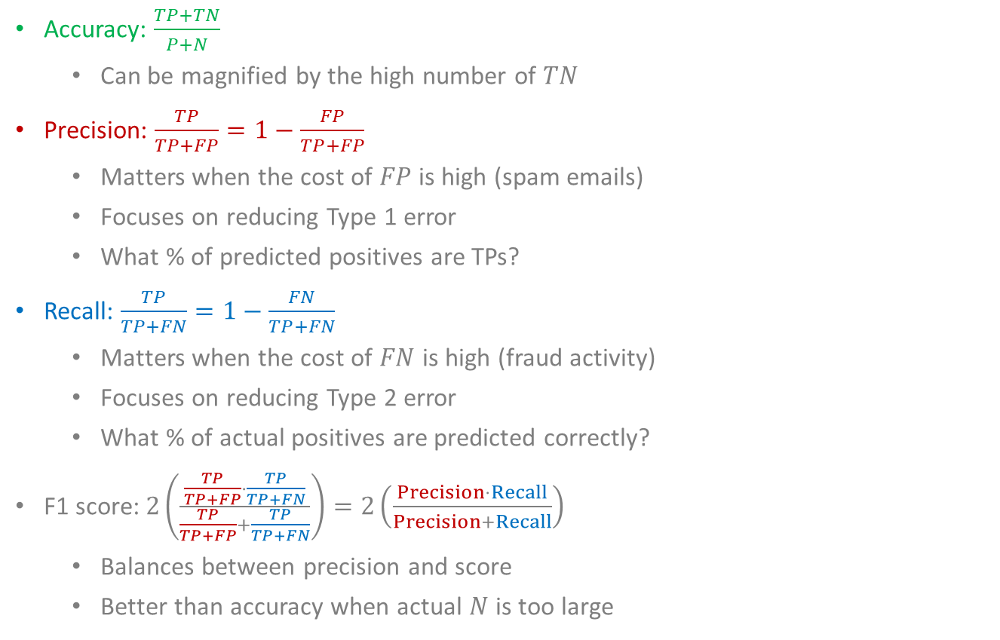 • Accuracy: \frac{TP+TN}{P+N}
• Can be magnified by the high number of TN
• Precision: \frac{TP}{TP+FP} = 1 - \frac{FP}{TP+FP}
• Matters when the cost of FP is high (spam emails)
• Focuses on reducing Type 1 error
• What % of predicted positives are TPs?
• Recall: \frac{TP}{TP+FN} = 1 - \frac{FN}{TP+FN}
• Matters when the cost of FN is high (fraud activity)
• Focuses on reducing Type 2 error
• What % of actual positives are predicted correctly?
• F1 score: 2\left(\frac{\frac{TP}{TP+FP} \cdot \frac{TP}{TP+FN}}{\frac{TP}{TP+FP} + \frac{TP}{TP+FN}}\right) = 2\left(\frac{Precision \cdot Recall}{Precision+Recall}\right)
• Balances between precision and score
• Better than accuracy when actual N is too large